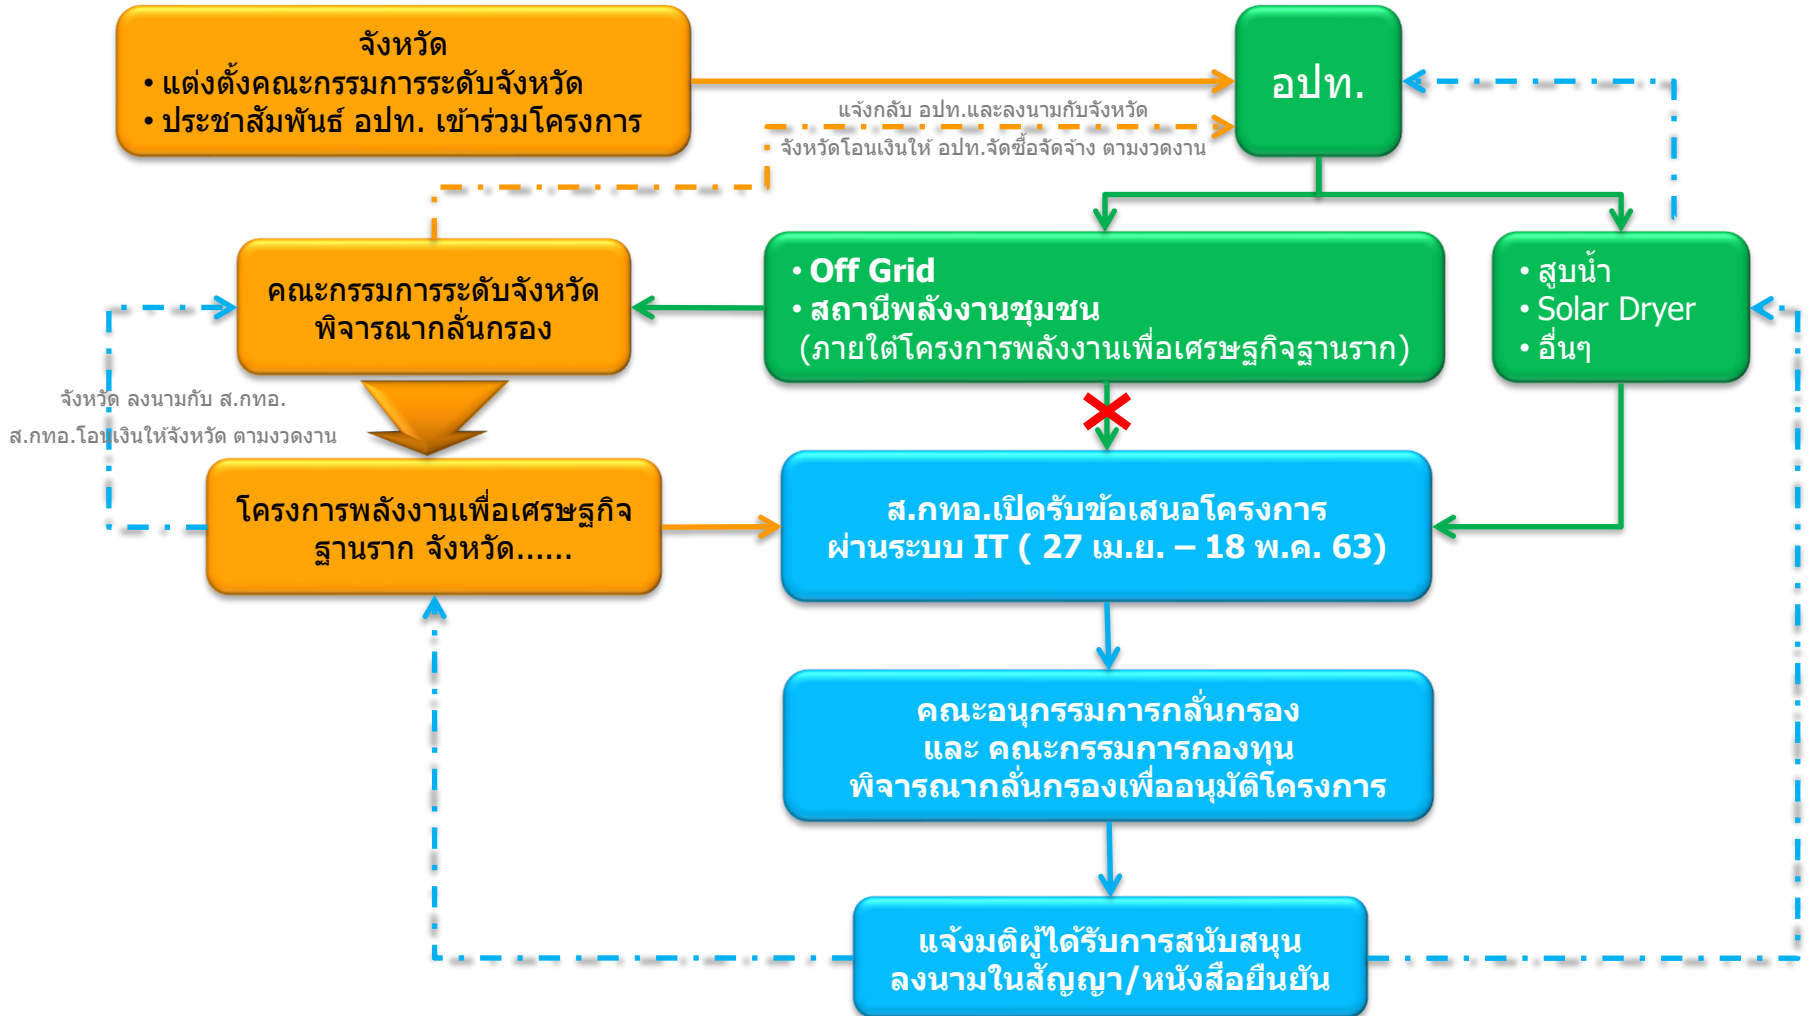 จังหวัด
• แต่งตั้งคณะกรรมการระดับจังหวัด
• ประชาสัมพันธ์ อปท. เข้าร่วมโครงการ
อปท.
แจ้งกลับ อปท.และลงนามกับจังหวัด
จังหวัดโอนเงินให้ อปท.จัดซื้อจัดจ้าง ตามงวดงาน
คณะกรรมการระดับจังหวัด
พิจารณากลั่นกรอง
• Off Grid
• สถานีพลังงานชุมชน
(ภายใต้โครงการพลังงานเพื่อเศรษฐกิจฐานราก)
• สูบน้ำ
• Solar Dryer
• อื่นๆ
จังหวัด ลงนามกับ ส.กทอ.
ส.กทอ.โอนเงินให้จังหวัด ตามงวดงาน
โครงการพลังงานเพื่อเศรษฐกิจ
ฐานราก จังหวัด......
ส.กทอ.เปิดรับข้อเสนอโครงการ
ผ่านระบบ IT ( 27 เม.ย. – 18 พ.ค. 63)
คณะอนุกรรมการกลั่นกรอง
และ คณะกรรมการกองทุน
พิจารณากลั่นกรองเพื่ออนุมัติโครงการ
แจ้งมติผู้ได้รับการสนับสนุน
ลงนามในสัญญา/หนังสือยืนยัน